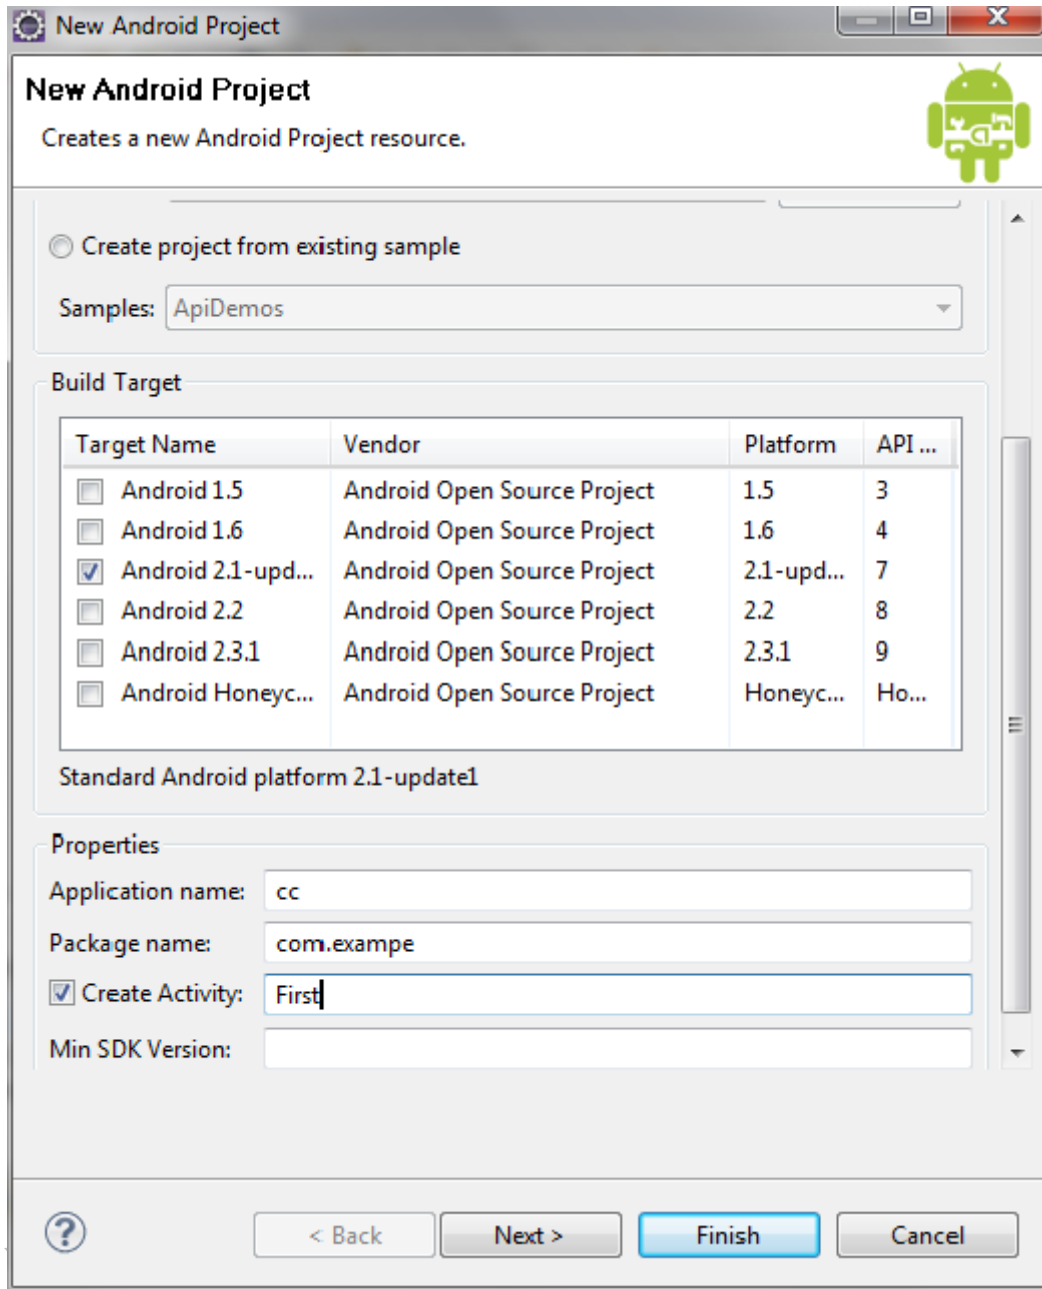 New Android Project
New Android Project
Creates a new Android Project resource.
Create project from existing sample
Samples: ApiDemos
Build Target
Target Name Vendor Platform API ...
Android 1.5 Android Open Source Project 1.5 3
Android 1.6 Android Open Source Project 1.6 4
Android 2.1-upd... Android Open Source Project 2.1-upd... 7
Android 2.2 Android Open Source Project 2.2 8
Android 2.3.1 Android Open Source Project 2.3.1 9
Android Honeyc... Android Open Source Project Honeyc... Ho...
Standard Android platform 2.1-update1
Properties
Application name: cc
Package name: com.exampe
Create Activity: First
Min SDK Version:
? < Back Next > Finish Cancel